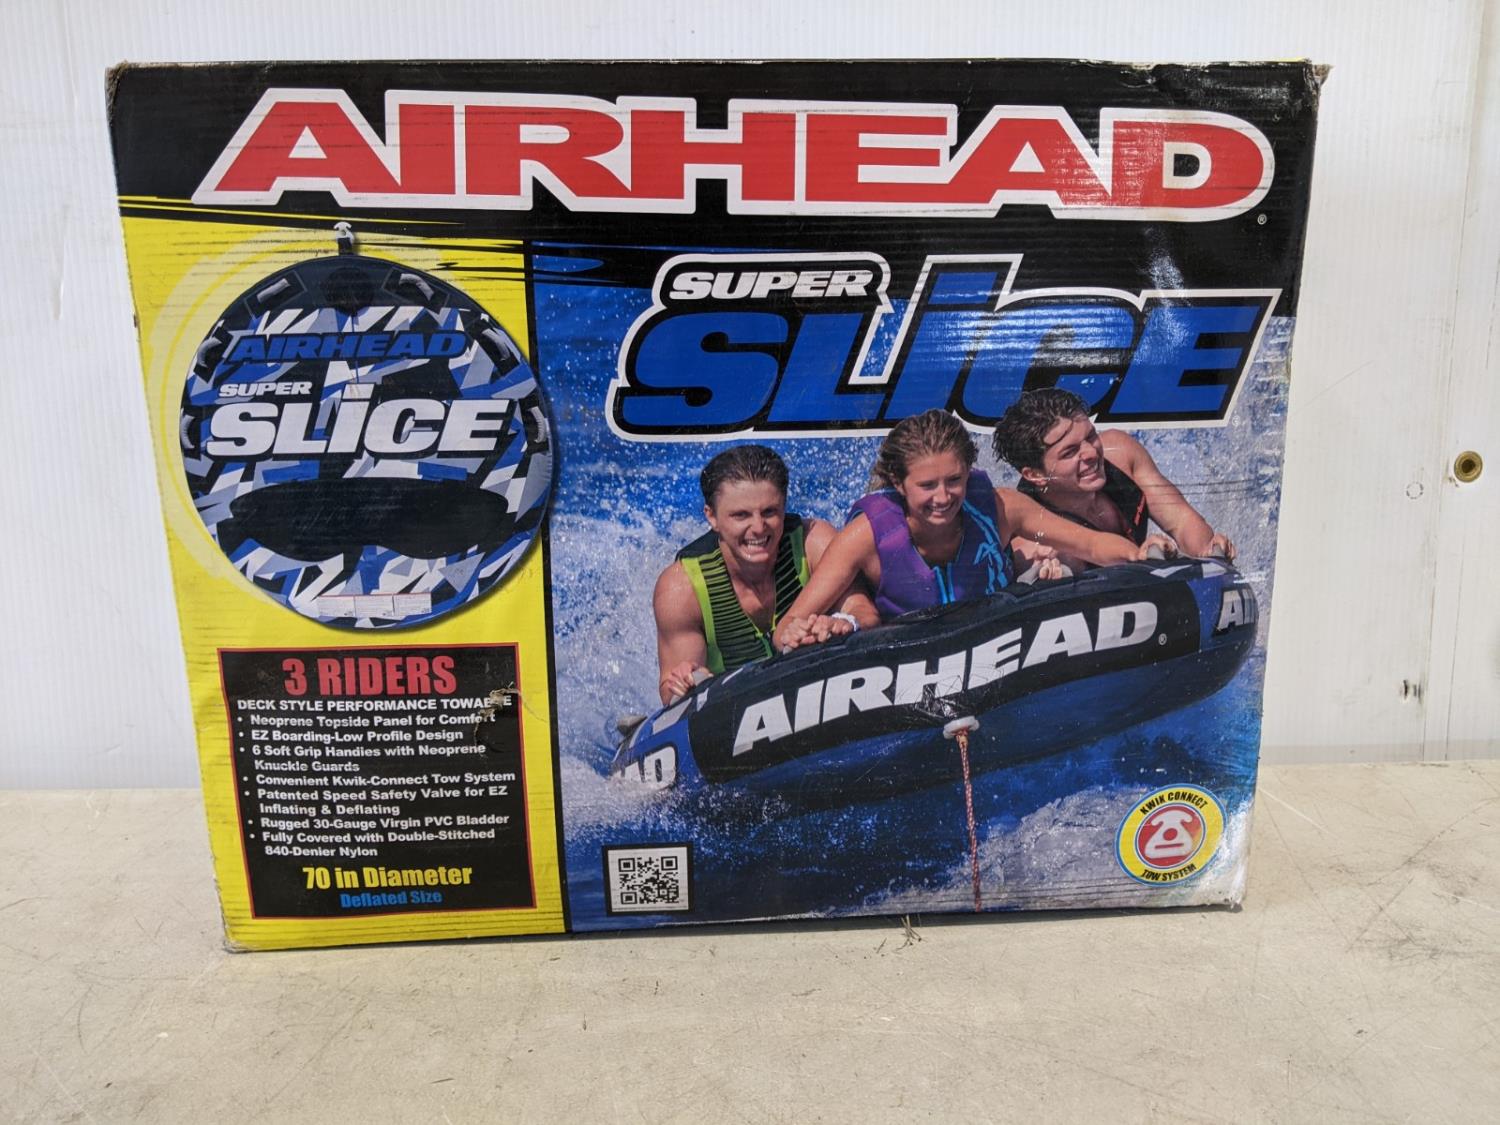 AIRHEAD
®
SUPER
SLiCE
AIRHEAD
SUPER
SLiCE
3 RIDERS
DECK STYLE PERFORMANCE
• Neoprene Topside Panel for Comfort
• EZ Boarding-Low Profile Design
• 6 Soft Grip Handles with Neoprene
Knuckle Guards
• Convenient Kwik-Connect Tow System
• Patented Speed Safety Valve for EZ
Inflating & Deflating
• Rugged 30-Gauge Virgin PVC Bladder
• Fully Covered with Double-Stitched
840-Denier Nylon
70 in Diameter
Deflated Size
AIRHEAD®
AD
AI
KWIK CONNECT
TOW SYSTEM